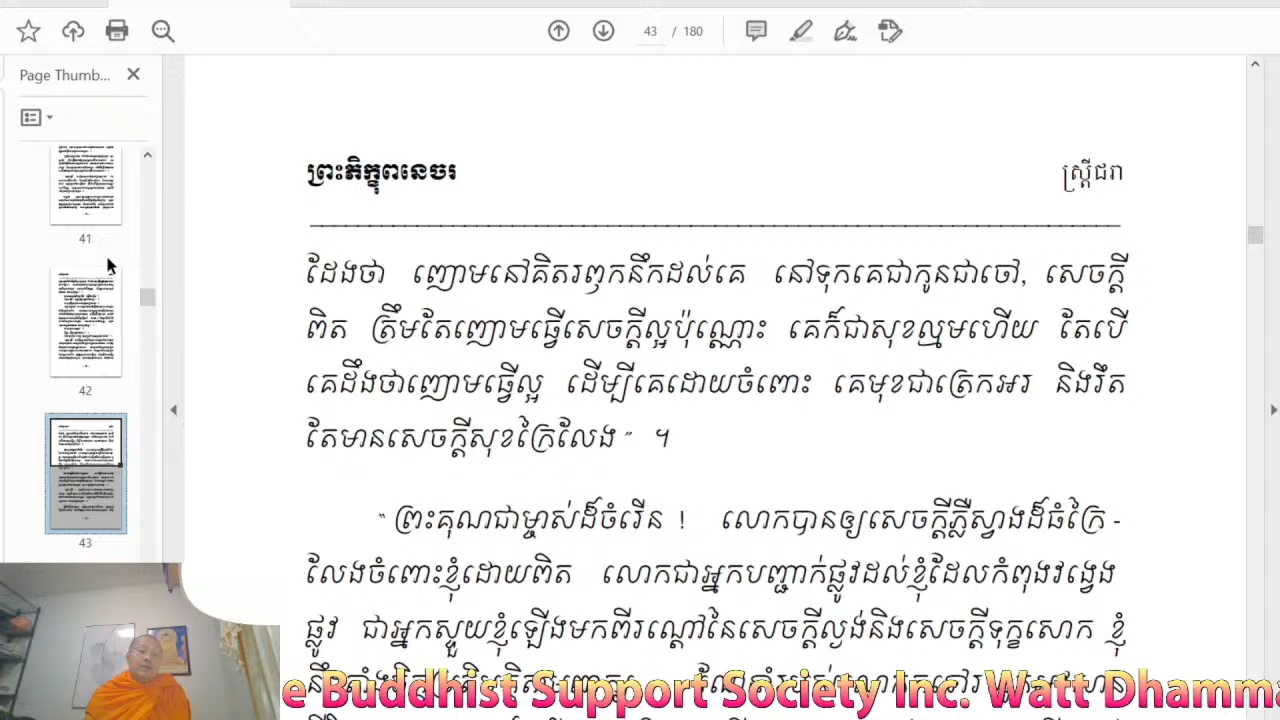 43 / 180
Page Thumb...
41
42
43
ព្រះភិក្ខុពនេចរ
ស្ត្រីជរា
ដែងថា ញោមនៅគិតរឭកនឹកដល់គេ នៅទុកគេជាកូនជាចៅ, សេចក្ដី
ពិត ត្រឹមតែញោមធ្វើសេចក្ដីល្អប៉ុណ្ណោះ គេក៏ជាសុខល្មមហើយ តែបើ
គេដឹងថាញោមធ្វើល្អ ដើម្បីគេដោយចំពោះ គេមុខជាត្រេកអរ និងរឹត
តែមានសេចក្ដីសុខក្រៃលែង ” ។
“ ព្រះគុណជាម្ចាស់ដ៏ចំរើន ! លោកបានឲ្យសេចក្ដីភ្លឺស្វាងដ៏ធំក្រៃ -
លែងចំពោះខ្ញុំដោយពិត លោកជាអ្នកបញ្ជាក់ផ្លូវដល់ខ្ញុំដែលកំពុងវង្វេង
ផ្លូវ ជាអ្នកស្ទួយខ្ញុំឡើងមកពីរណ្ដៅនៃសេចក្ដីល្ងង់និងសេចក្ដីទុក្ខសោក ខ្ញុំ
e Buddhist Support Society Inc. Watt Dhamm